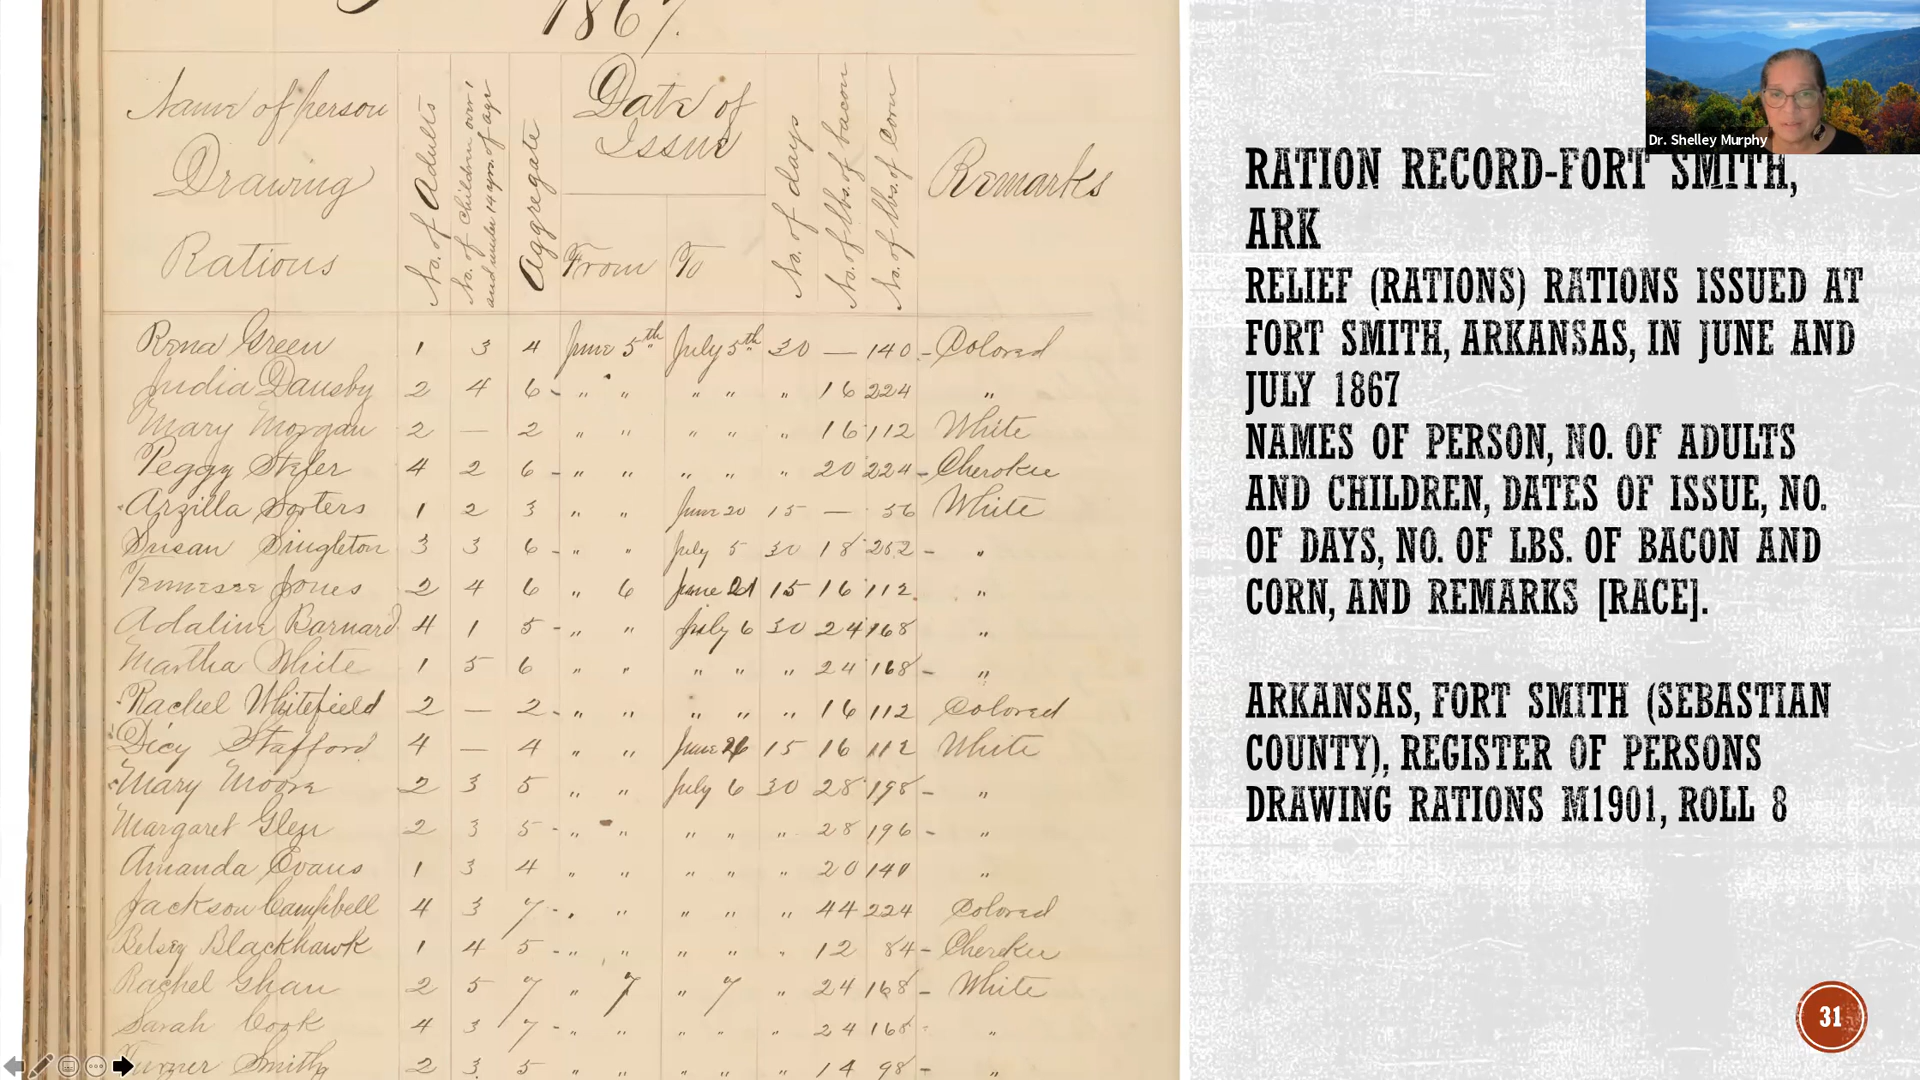 1867.
Name of person
Drawing
Rations
No. of Adults
No. of children over 1
and under 14 yrs. of age
Aggregate
Date of
Issue
From To
No. of days
No. of lbs. of bacon
No. of lbs. of Corn
Remarks
Rena Green 1 3 4 June 5th July 5th 30 — 140 - Colored
Judia Dansby 2 4 6 - " " " " " 16 224 "
Mary Morgan 2 — 2 " " " " " 16 112 White
Peggy Steler 4 2 6 - " " " " " 20 224 - Cherokee
Arzilla Sorters 1 2 3 " " June 20 15 — 56 White
Susan Singleton 3 3 6 - " " July 5 30 18 252 - "
Tennessee Jones 2 4 6 " 6 June 21 15 16 112 "
Adaline Barnard 4 1 5 - " " July 6 30 24 168 "
Martha White 1 5 6 " " " " " 24 168 - "
Rachel Whitefield 2 — 2 - " " " " " 16 112 Colored
Dicy Stafford 4 — 4 " " June 15 16 112 White
Mary Moore 2 3 5 " " July 6 30 28 198 - "
Margaret Glen 2 3 5 - " " " " " 28 196 - "
Amanda Evans 1 3 4 " " " " " 20 140 "
Jackson Campbell 4 3 7 - " " " " " 44 224 Colored
Betsey Blackhawk 1 4 5 - " " " " " 12 84 - Cherokee
Rachel Ghan 2 5 7 " 7 " 7 24 168 - White
Sarah Cook 4 3 7 - " " " " " 24 168 "
Turner Smith 2 3 5 " " " " " 14 98 - "
Dr. Shelley Murphy
RATION RECORD-FORT SMITH,
ARK
RELIEF (RATIONS) RATIONS ISSUED AT
FORT SMITH, ARKANSAS, IN JUNE AND
JULY 1867
NAMES OF PERSON, NO. OF ADULTS
AND CHILDREN, DATES OF ISSUE, NO.
OF DAYS, NO. OF LBS. OF BACON AND
CORN, AND REMARKS [RACE].
ARKANSAS, FORT SMITH (SEBASTIAN
COUNTY), REGISTER OF PERSONS
DRAWING RATIONS M1901, ROLL 8
31